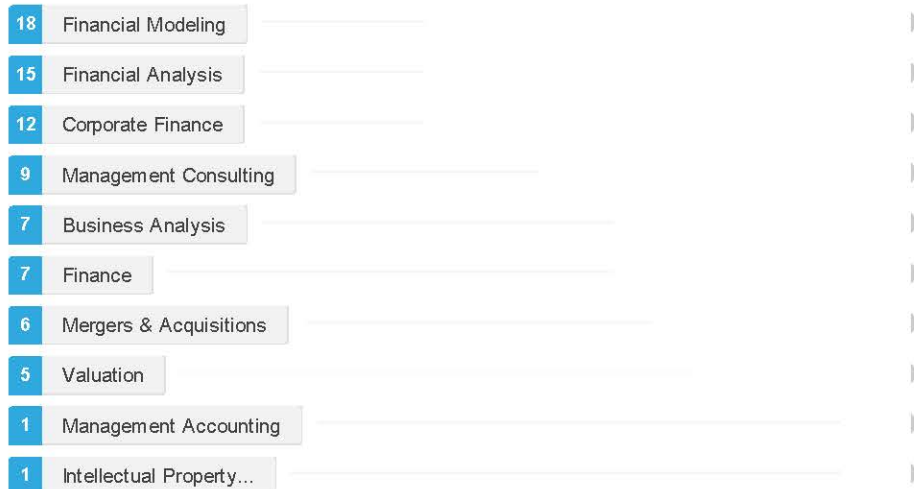 18 Financial Modeling
15 Financial Analysis
12 Corporate Finance
9 Management Consulting
7 Business Analysis
7 Finance
6 Mergers & Acquisitions
5 Valuation
1 Management Accounting
1 Intellectual Property...